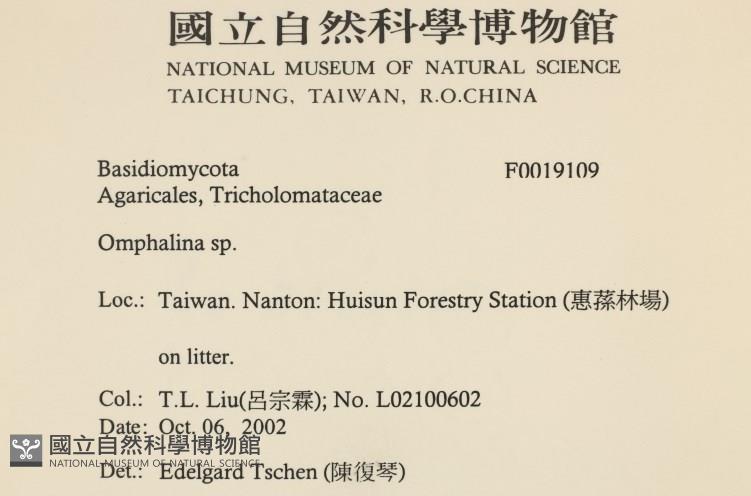 國立自然科學博物館
NATIONAL MUSEUM OF NATURAL SCIENCE
TAICHUNG, TAIWAN, R.O.CHINA
Basidiomycota F0019109
Agaricales, Tricholomataceae
Omphalina sp.
Loc.: Taiwan. Nanton: Huisun Forestry Station (惠蓀林場)
on litter.
Col.: T.L. Liu(呂宗霖); No. L02100602
Date: Oct. 06, 2002
國立自然科學博物館
NATIONAL MUSEUM OF NATURAL SCIENCE
Det.: Edelgard Tschen (陳復琴)